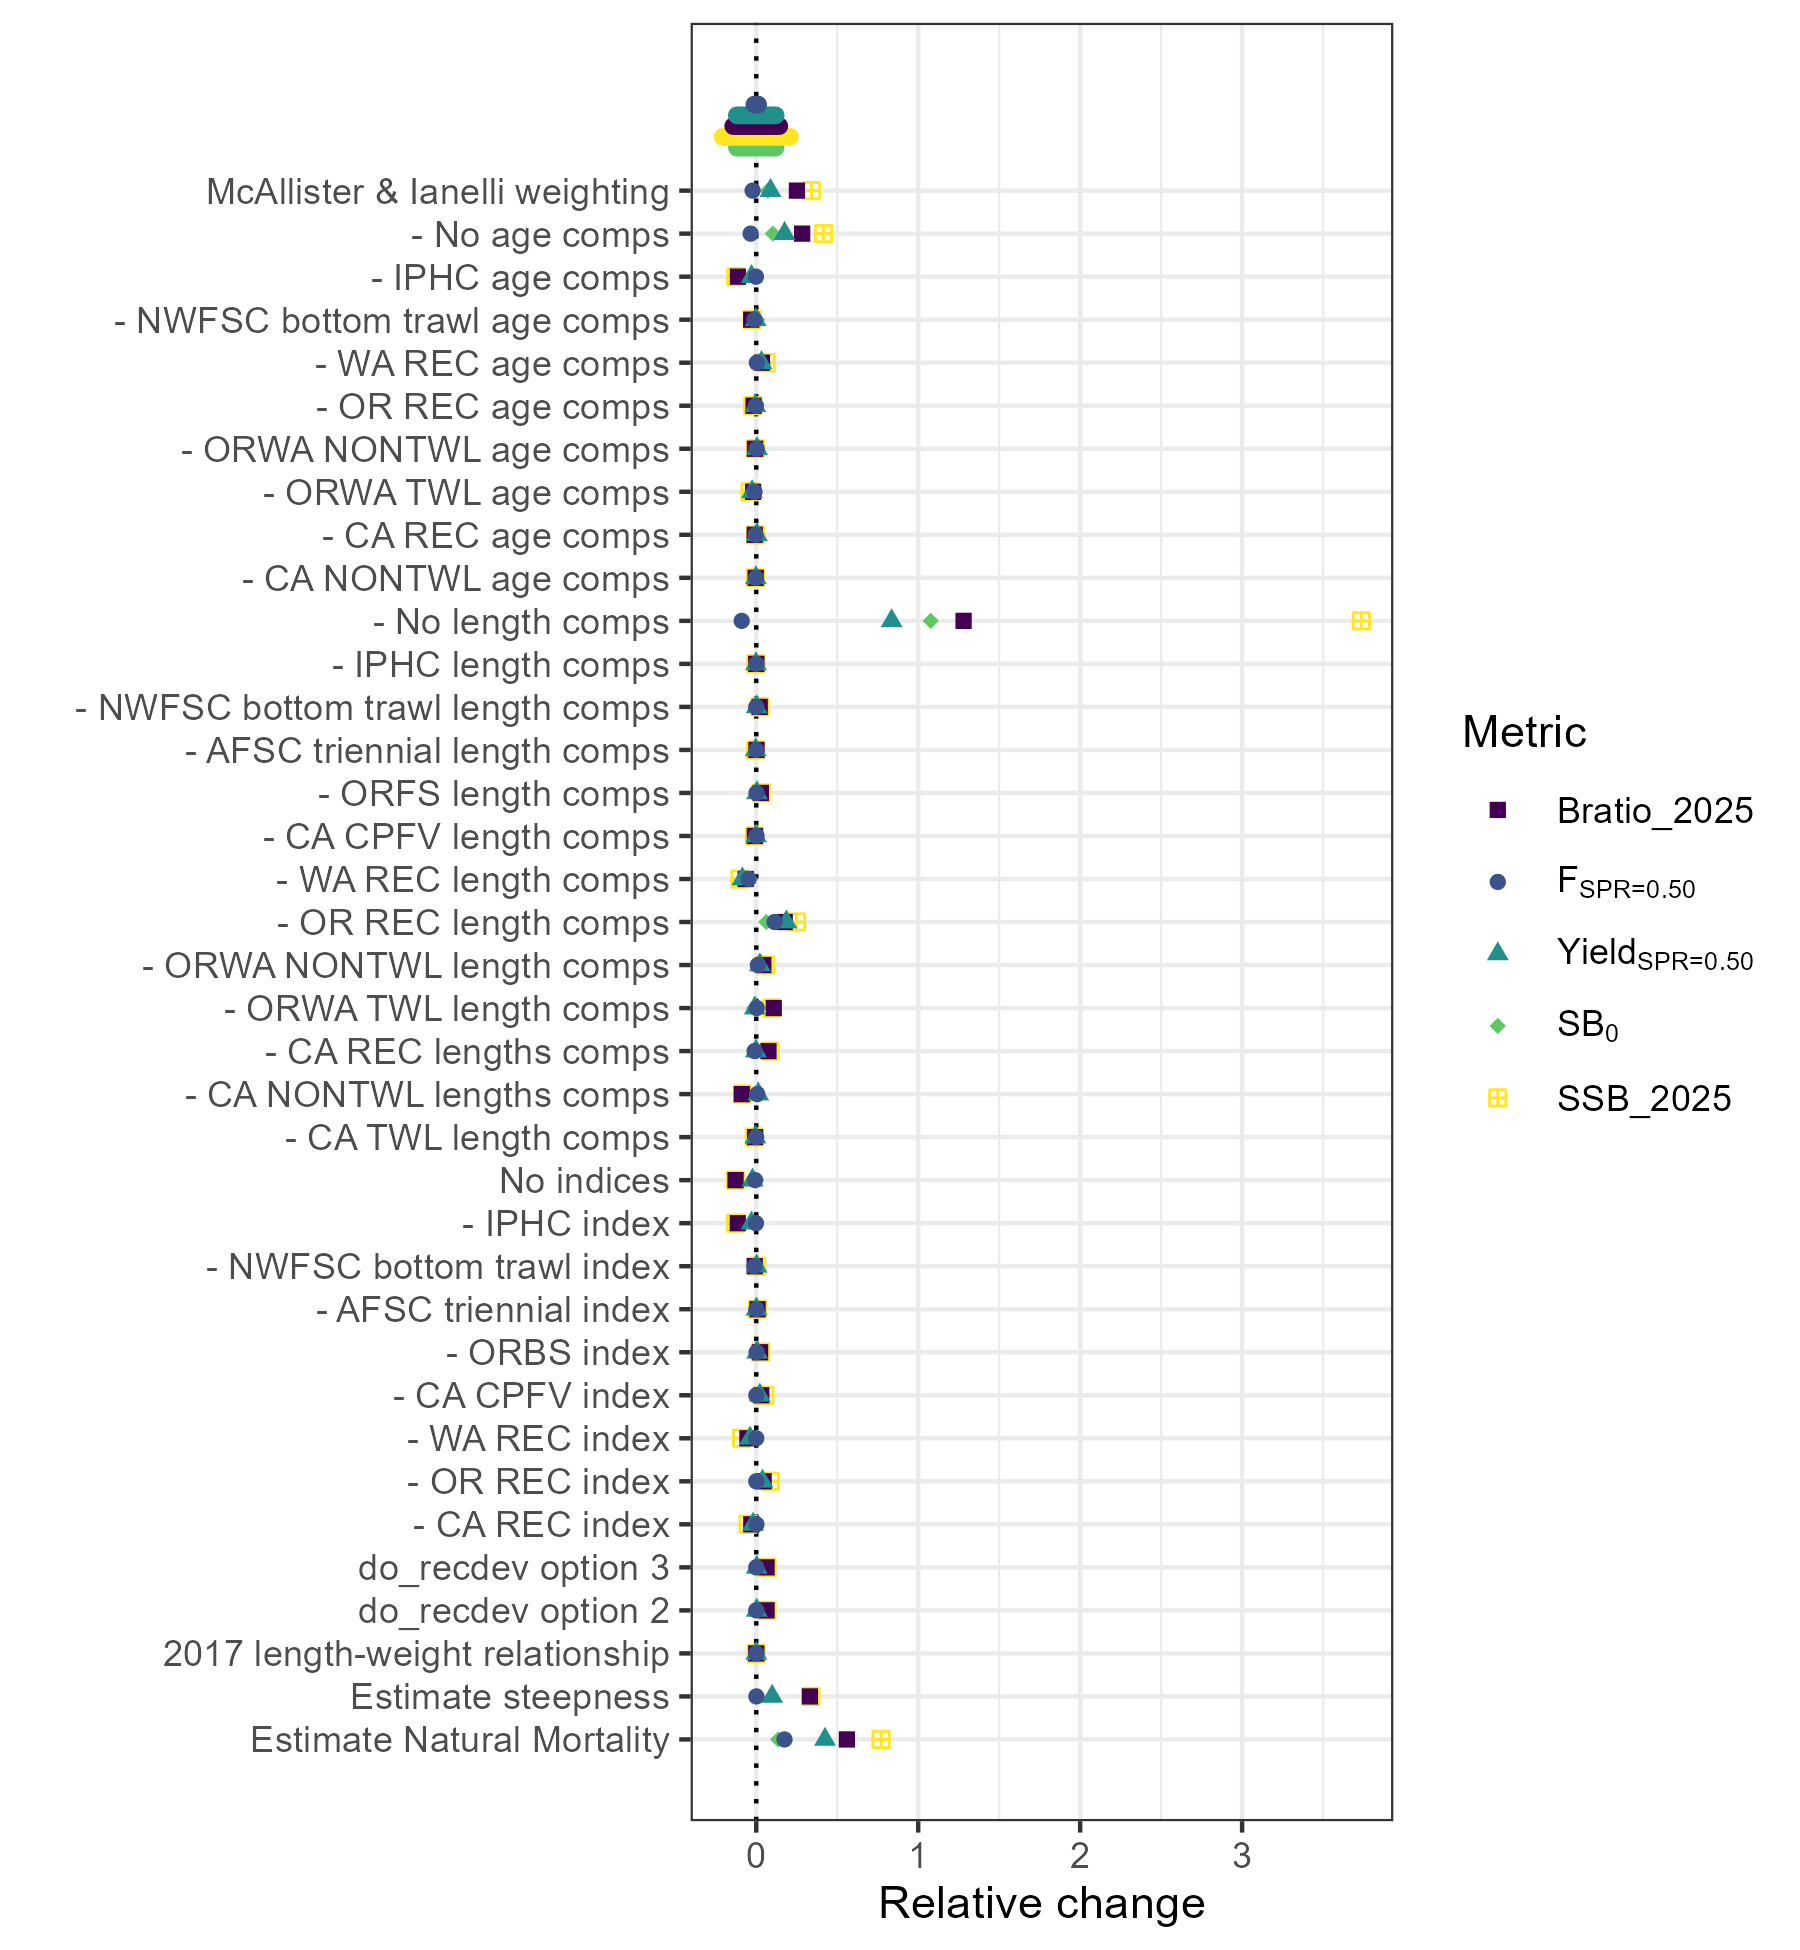 McAllister & Ianelli weighting
- No age comps
- IPHC age comps
- NWFSC bottom trawl age comps
- WA REC age comps
- OR REC age comps
- ORWA NONTWL age comps
- ORWA TWL age comps
- CA REC age comps
- CA NONTWL age comps
- No length comps
- IPHC length comps
- NWFSC bottom trawl length comps
- AFSC triennial length comps
- ORFS length comps
- CA CPFV length comps
- WA REC length comps
- OR REC length comps
- ORWA NONTWL length comps
- ORWA TWL length comps
- CA REC lengths comps
- CA NONTWL lengths comps
- CA TWL length comps
No indices
- IPHC index
- NWFSC bottom trawl index
- AFSC triennial index
- ORBS index
- CA CPFV index
- WA REC index
- OR REC index
- CA REC index
do_recdev option 3
do_recdev option 2
2017 length-weight relationship
Estimate steepness
Estimate Natural Mortality
0 1 2 3
Relative change
Metric
Bratio_2025
FSPR=0.50
YieldSPR=0.50
SB0
SSB_2025